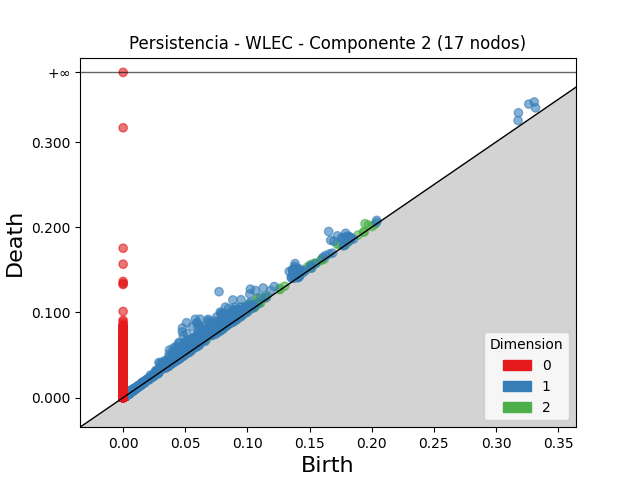 Persistencia - WLEC - Componente 2 (17 nodos)
+∞
0.300
0.200
0.100
0.000
Death
Dimension
0
1
2
0.00 0.05 0.10 0.15 0.20 0.25 0.30 0.35
Birth